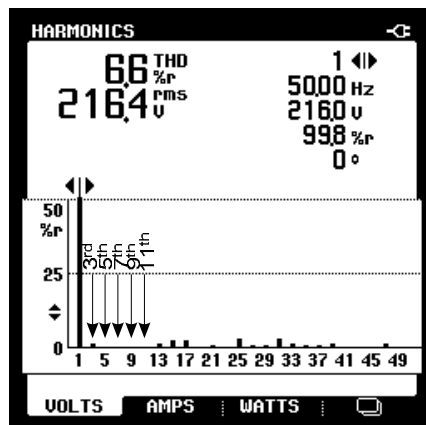 HARMONICS
6.6 THD %r
216.4 rms V
1
50.00 Hz
216.0 V
99.8 %r
0 °
50
%r
25
0
3rd 5th 7th 9th 11th
1 5 9 13 17 21 25 29 33 37 41 45 49
VOLTS AMPS WATTS